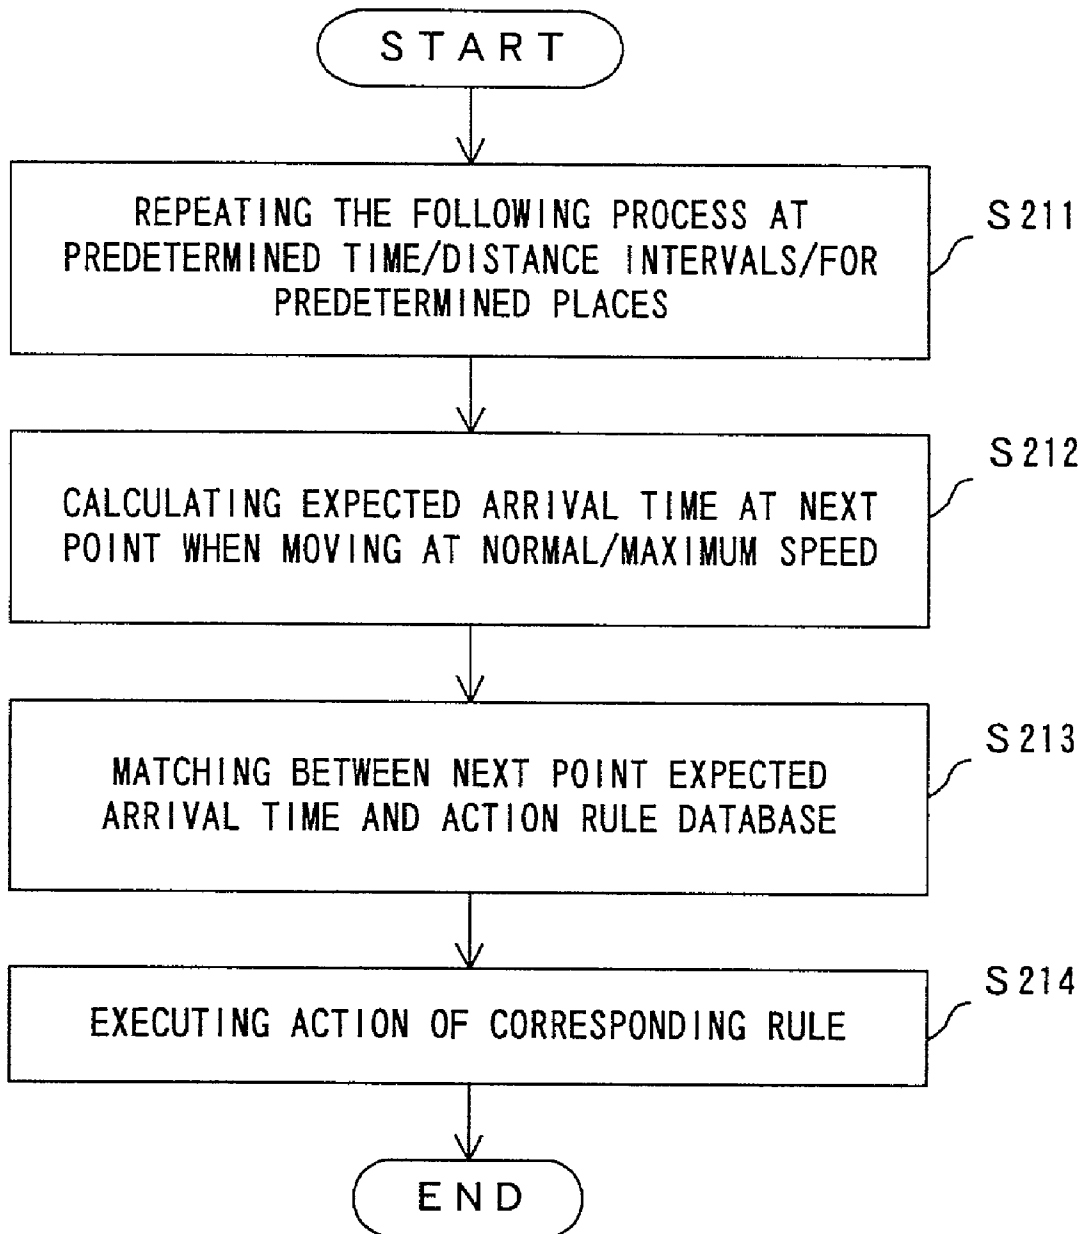 START
REPEATING THE FOLLOWING PROCESS AT
PREDETERMINED TIME/DISTANCE INTERVALS/FOR
PREDETERMINED PLACES
S211
CALCULATING EXPECTED ARRIVAL TIME AT NEXT
POINT WHEN MOVING AT NORMAL/MAXIMUM SPEED
S212
MATCHING BETWEEN NEXT POINT EXPECTED
ARRIVAL TIME AND ACTION RULE DATABASE
S213
EXECUTING ACTION OF CORRESPONDING RULE
S214
END